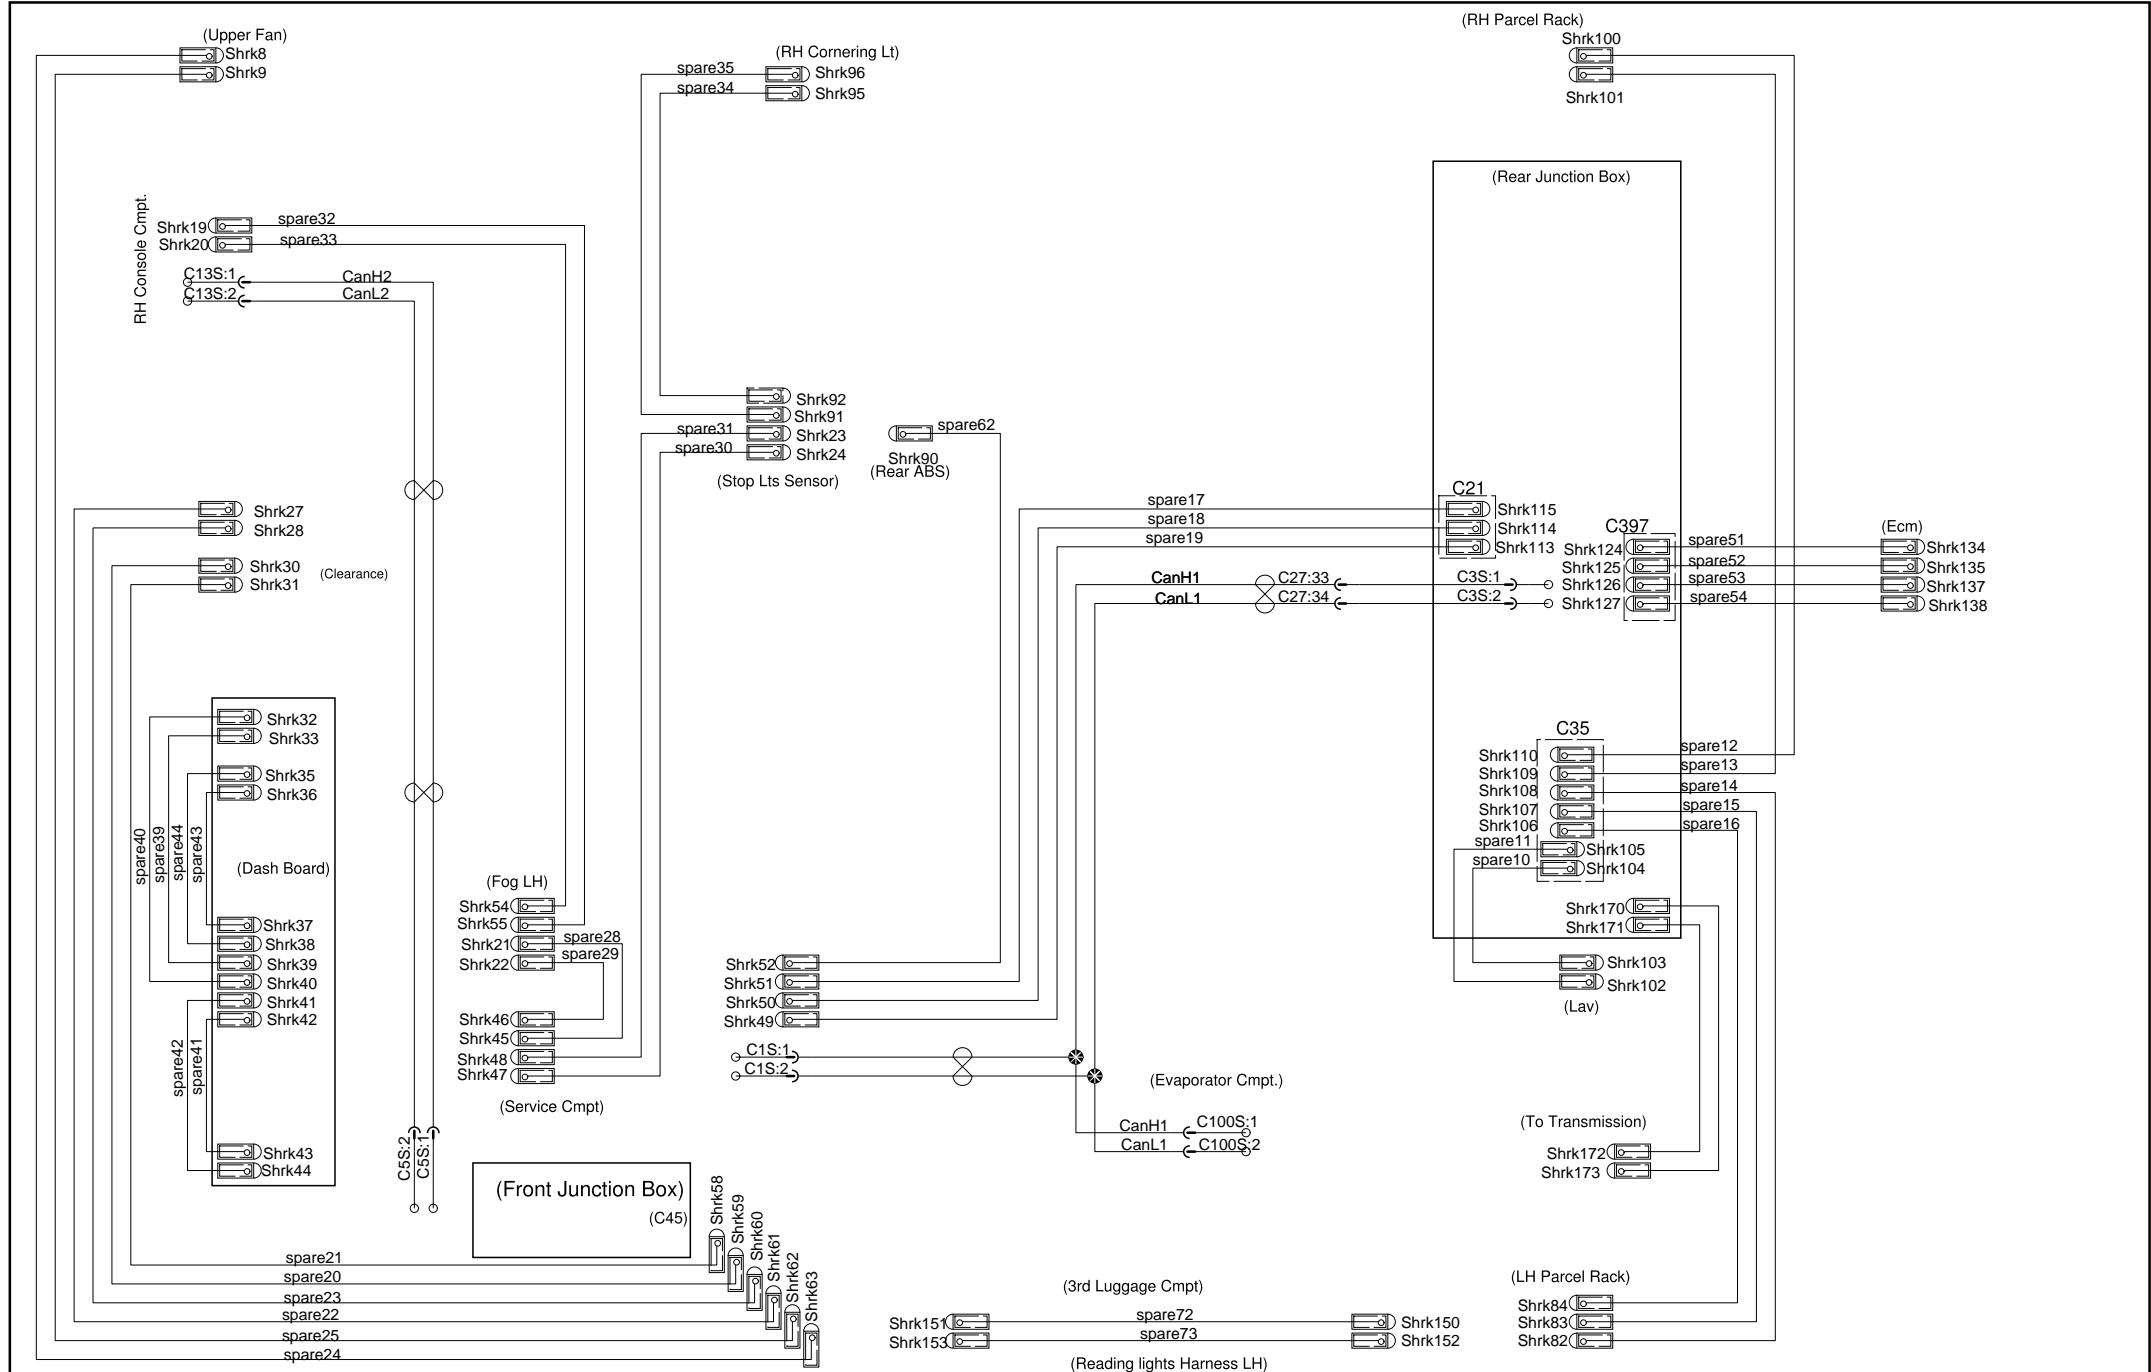 (Upper Fan)
Shrk8
Shrk9
(RH Cornering Lt)
spare35
Shrk96
spare34
Shrk95
(RH Parcel Rack)
Shrk100
Shrk101
(Rear Junction Box)
RH Console Cmpt.
Shrk19
spare32
Shrk20
spare33
C13S:1
CanH2
C13S:2
CanL2
Shrk92
Shrk91
spare31
Shrk23
spare30
Shrk24
(Stop Lts Sensor)
spare62
Shrk90
(Rear ABS)
Shrk27
Shrk28
Shrk30
Shrk31
(Clearance)
spare17
spare18
spare19
C21
Shrk115
Shrk114
Shrk113
CanH1
C27:33
C3S:1
CanL1
C27:34
C3S:2
C397
Shrk124
Shrk125
Shrk126
Shrk127
spare51
spare52
spare53
spare54
(Ecm)
Shrk134
Shrk135
Shrk137
Shrk138
Shrk32
Shrk33
Shrk35
Shrk36
spare40
spare39
spare44
spare43
(Dash Board)
Shrk37
Shrk38
Shrk39
Shrk40
Shrk41
Shrk42
spare42
spare41
Shrk43
Shrk44
C35
Shrk110
spare12
Shrk109
spare13
Shrk108
spare14
Shrk107
spare15
Shrk106
spare16
spare11
Shrk105
spare10
Shrk104
Shrk170
Shrk171
Shrk103
Shrk102
(Lav)
(Fog LH)
Shrk54
Shrk55
Shrk21
spare28
Shrk22
spare29
Shrk46
Shrk45
Shrk48
Shrk47
(Service Cmpt)
Shrk52
Shrk51
Shrk50
Shrk49
C1S:1
C1S:2
(Evaporator Cmpt.)
CanH1
C100S:1
CanL1
C100S:2
(To Transmission)
Shrk172
Shrk173
C5S:2
C5S:1
(Front Junction Box)
(C45)
Shrk58
Shrk59
Shrk60
Shrk61
Shrk62
Shrk63
spare21
spare20
spare23
spare22
spare25
spare24
(3rd Luggage Cmpt)
Shrk151
spare72
Shrk150
Shrk153
spare73
Shrk152
(Reading lights Harness LH)
(LH Parcel Rack)
Shrk84
Shrk83
Shrk82